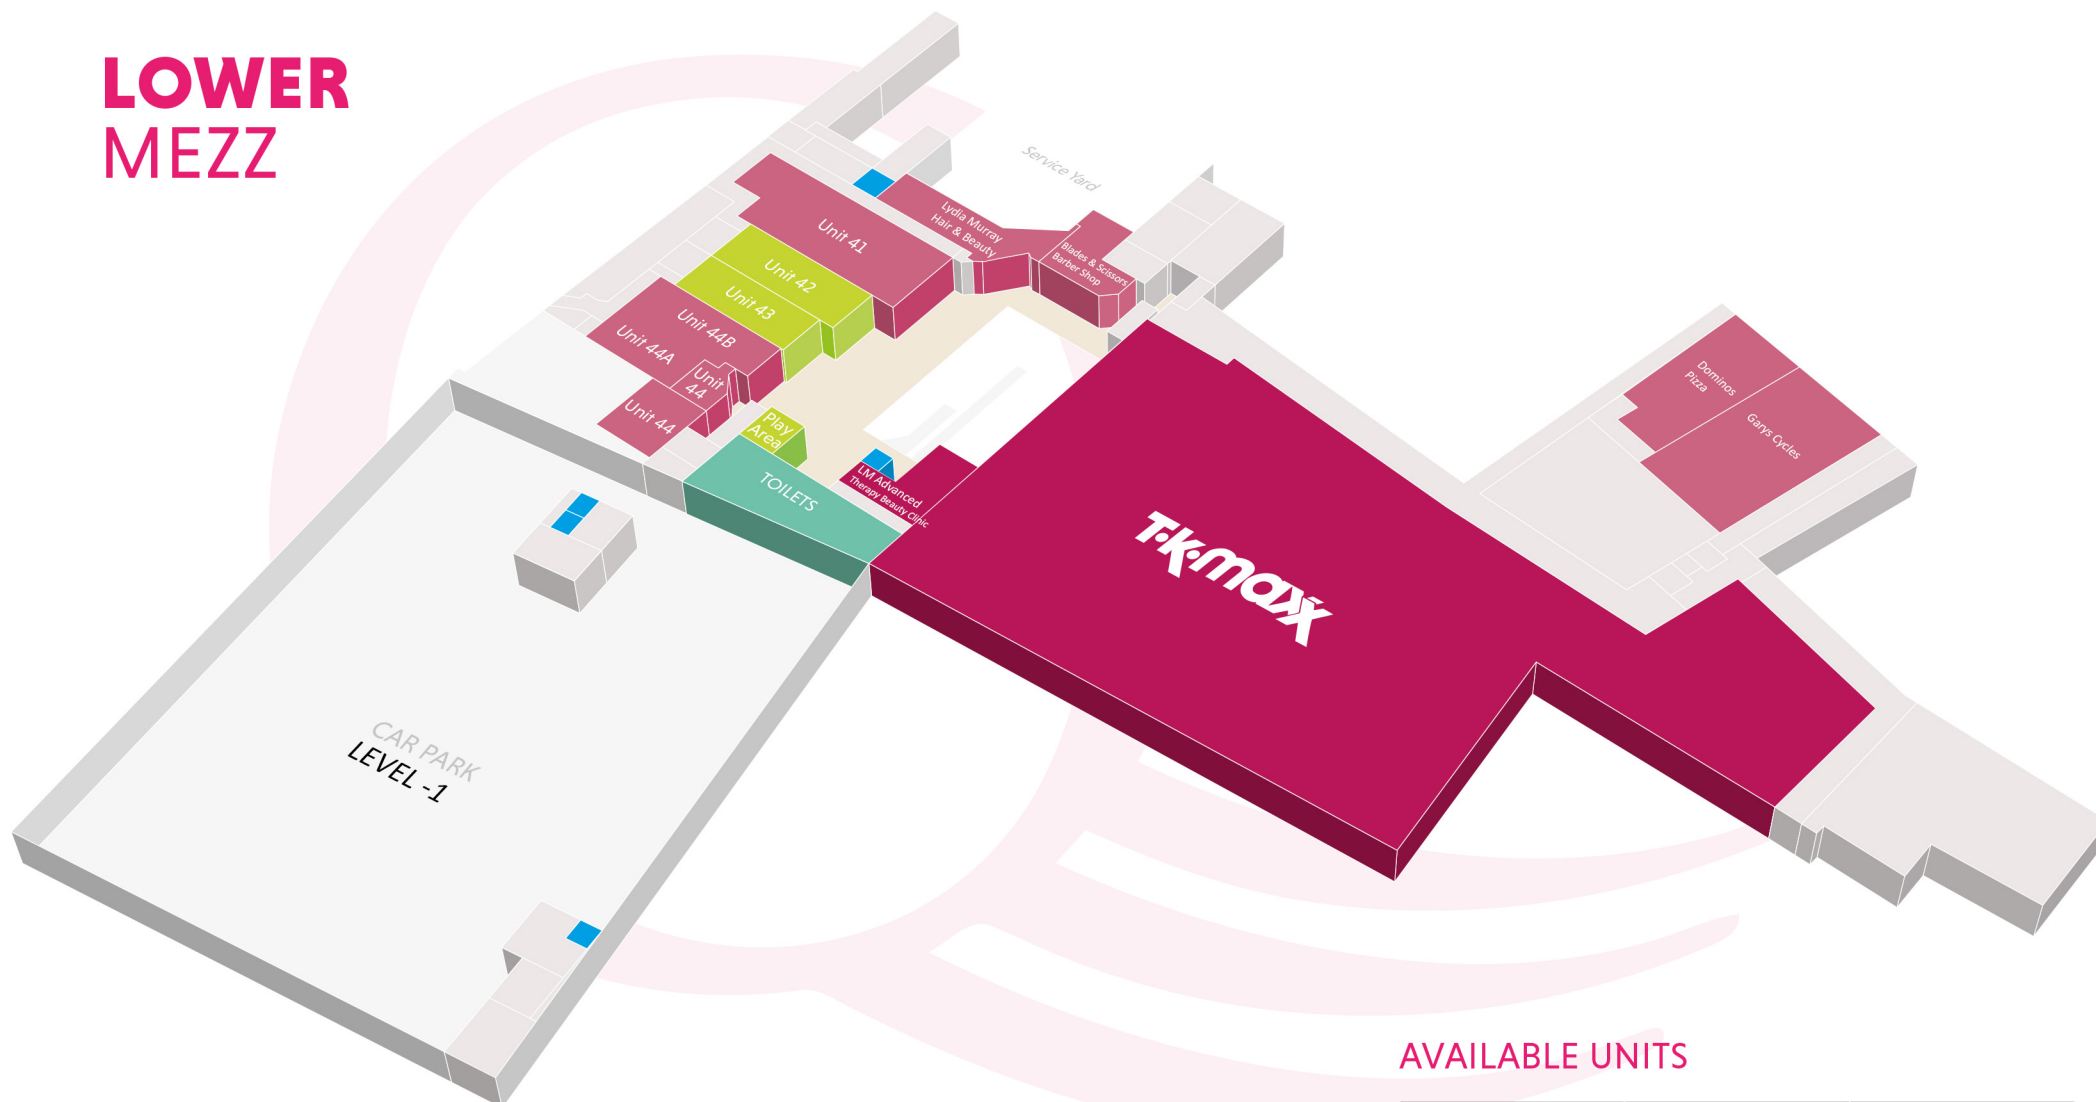 LOWER
MEZZ
Service Yard
Lydia Murray
Hair & Beauty
Blades & Scissors
Barber Shop
Unit 41
Unit 42
Unit 43
Unit 44B
Unit 44A
Unit
44
Unit 44
Play
Area
TOILETS
LM Advanced
Therapy Beauty Clinic
T•K•maxx
Dominos
Pizza
Garys Cycles
CAR PARK
LEVEL -1
AVAILABLE UNITS